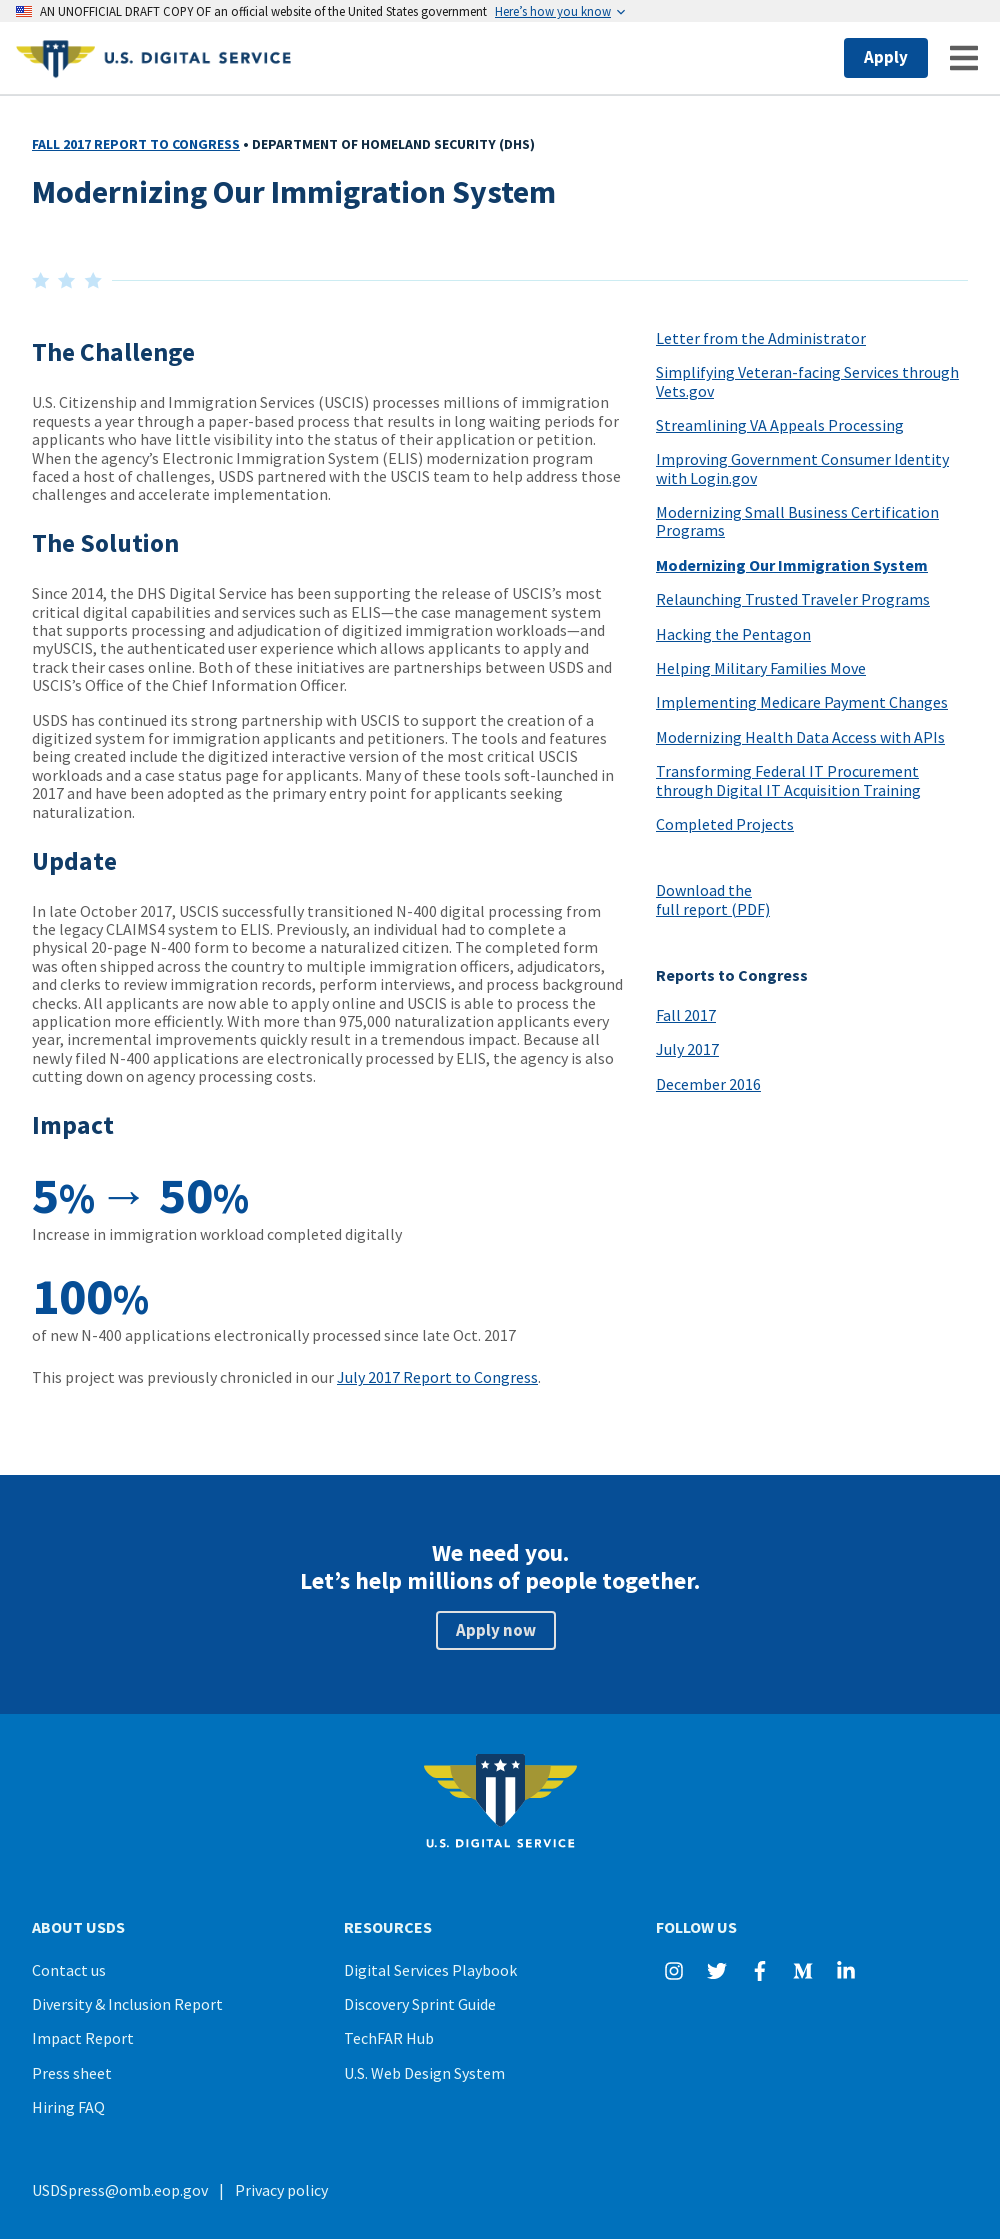 AN UNOFFICIAL DRAFT COPY OF an official website of the United States government Here’s how you know
U.S. DIGITAL SERVICE
Apply
FALL 2017 REPORT TO CONGRESS • DEPARTMENT OF HOMELAND SECURITY (DHS)
Modernizing Our Immigration System
The Challenge
U.S. Citizenship and Immigration Services (USCIS) processes millions of immigration
requests a year through a paper-based process that results in long waiting periods for
applicants who have little visibility into the status of their application or petition.
When the agency’s Electronic Immigration System (ELIS) modernization program
faced a host of challenges, USDS partnered with the USCIS team to help address those
challenges and accelerate implementation.
The Solution
Since 2014, the DHS Digital Service has been supporting the release of USCIS’s most
critical digital capabilities and services such as ELIS—the case management system
that supports processing and adjudication of digitized immigration workloads—and
myUSCIS, the authenticated user experience which allows applicants to apply and
track their cases online. Both of these initiatives are partnerships between USDS and
USCIS’s Office of the Chief Information Officer.
USDS has continued its strong partnership with USCIS to support the creation of a
digitized system for immigration applicants and petitioners. The tools and features
being created include the digitized interactive version of the most critical USCIS
workloads and a case status page for applicants. Many of these tools soft-launched in
2017 and have been adopted as the primary entry point for applicants seeking
naturalization.
Update
In late October 2017, USCIS successfully transitioned N-400 digital processing from
the legacy CLAIMS4 system to ELIS. Previously, an individual had to complete a
physical 20-page N-400 form to become a naturalized citizen. The completed form
was often shipped across the country to multiple immigration officers, adjudicators,
and clerks to review immigration records, perform interviews, and process background
checks. All applicants are now able to apply online and USCIS is able to process the
application more efficiently. With more than 975,000 naturalization applicants every
year, incremental improvements quickly result in a tremendous impact. Because all
newly filed N-400 applications are electronically processed by ELIS, the agency is also
cutting down on agency processing costs.
Impact
5% → 50%
Increase in immigration workload completed digitally
100%
of new N-400 applications electronically processed since late Oct. 2017
This project was previously chronicled in our July 2017 Report to Congress.
Letter from the Administrator
Simplifying Veteran-facing Services through
Vets.gov
Streamlining VA Appeals Processing
Improving Government Consumer Identity
with Login.gov
Modernizing Small Business Certification
Programs
Modernizing Our Immigration System
Relaunching Trusted Traveler Programs
Hacking the Pentagon
Helping Military Families Move
Implementing Medicare Payment Changes
Modernizing Health Data Access with APIs
Transforming Federal IT Procurement
through Digital IT Acquisition Training
Completed Projects
Download the
full report (PDF)
Reports to Congress
Fall 2017
July 2017
December 2016
We need you.
Let’s help millions of people together.
Apply now
U.S. DIGITAL SERVICE
ABOUT USDS
Contact us
Diversity & Inclusion Report
Impact Report
Press sheet
Hiring FAQ
RESOURCES
Digital Services Playbook
Discovery Sprint Guide
TechFAR Hub
U.S. Web Design System
FOLLOW US
USDSpress@omb.eop.gov | Privacy policy